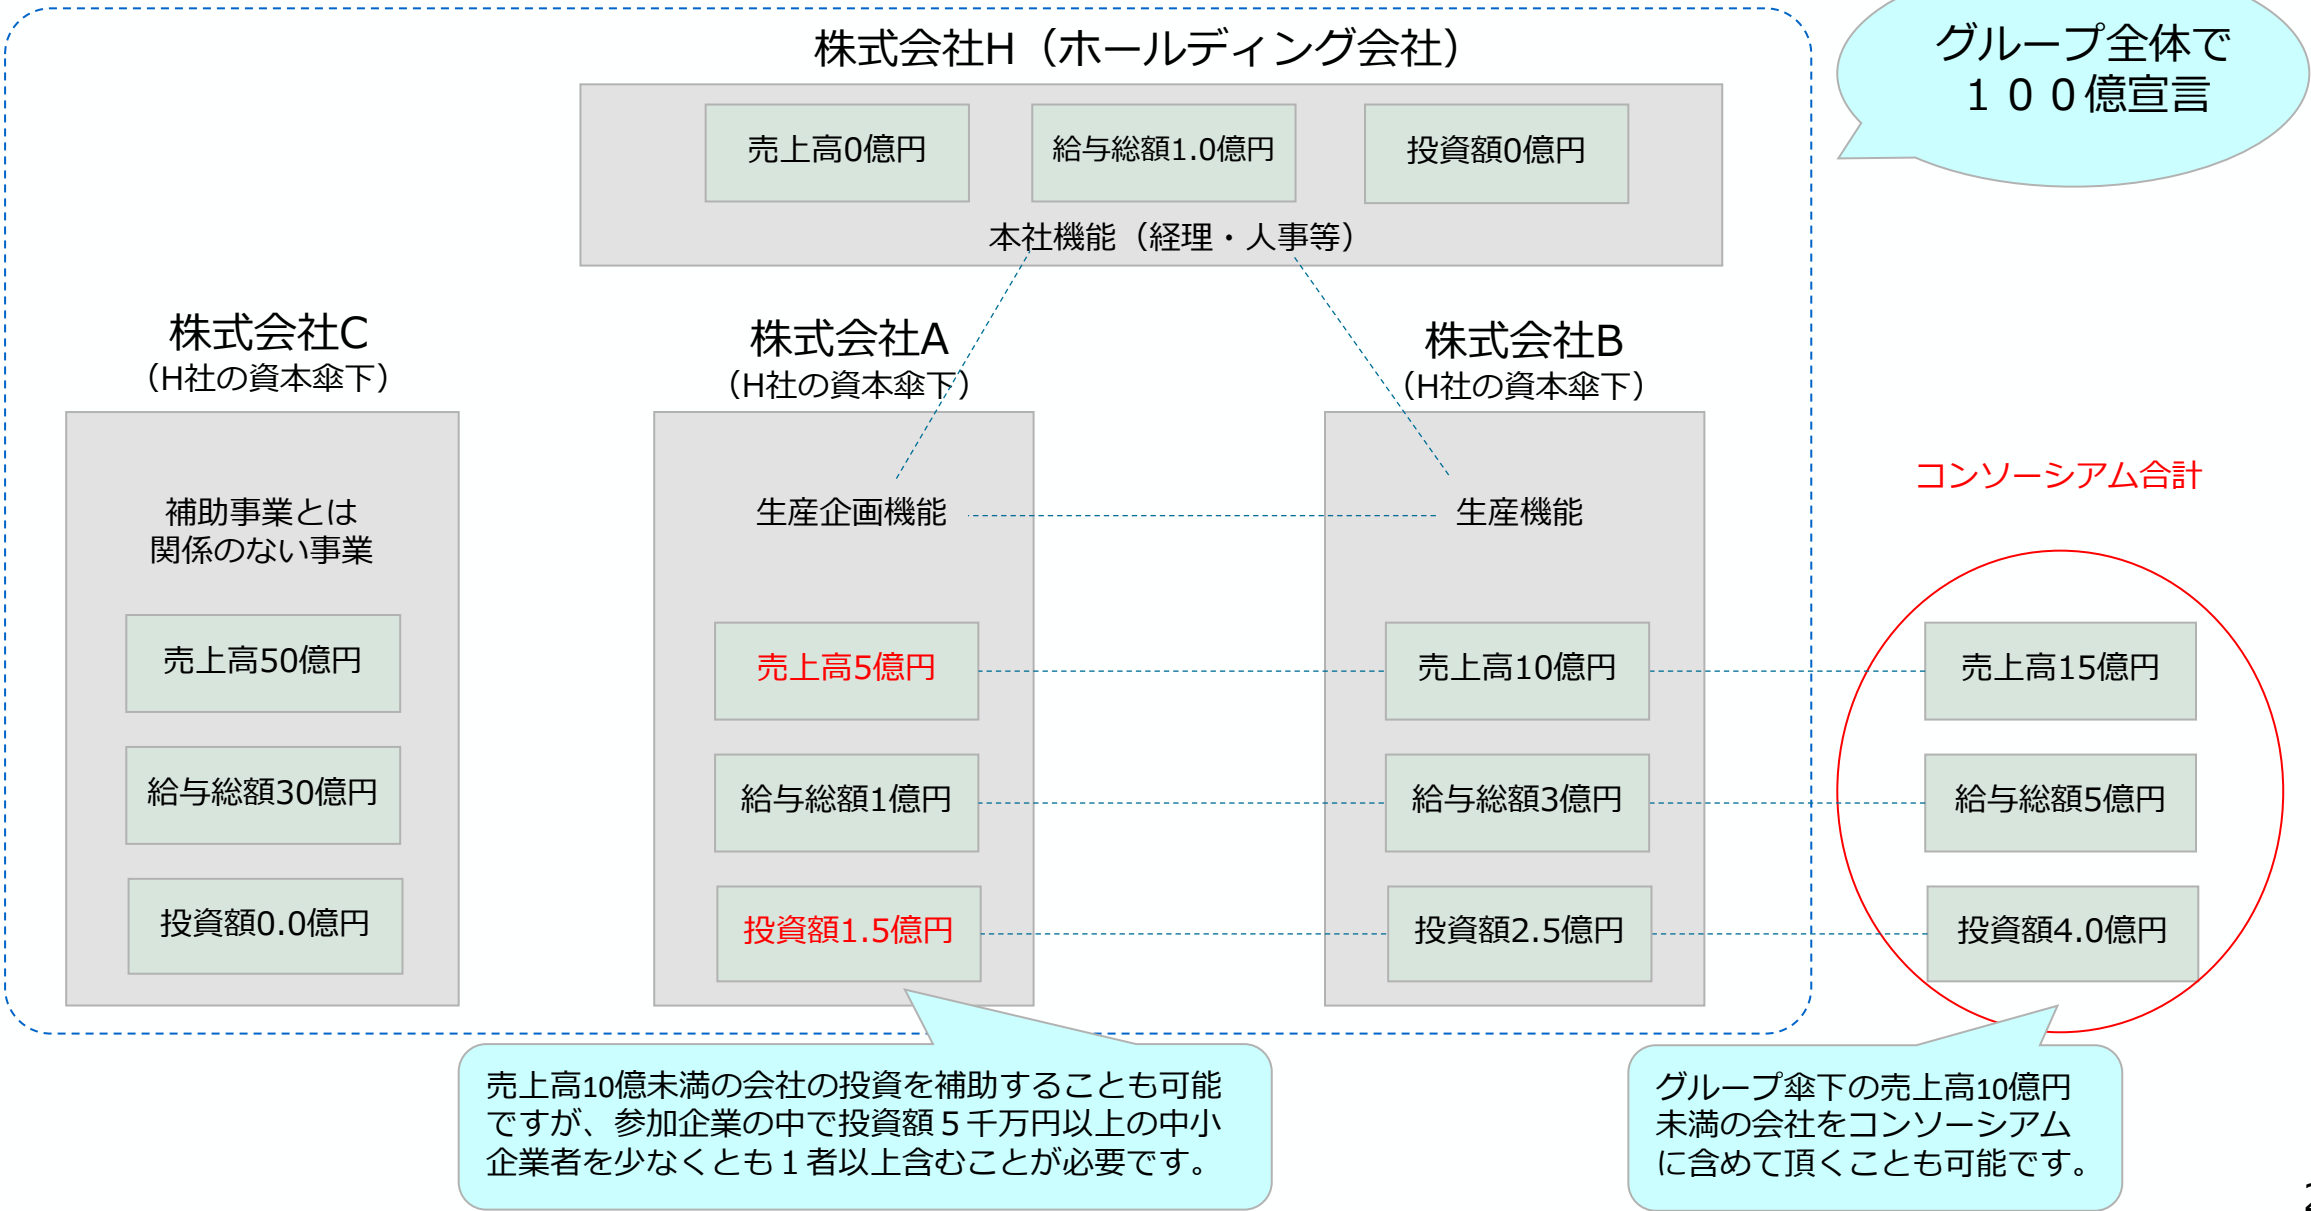 グループ全体で
１００億宣言
株式会社H（ホールディング会社）
売上高0億円
給与総額1.0億円
投資額0億円
本社機能（経理・人事等）
株式会社C
（H社の資本傘下）
補助事業とは
関係のない事業
売上高50億円
給与総額30億円
投資額0.0億円
株式会社A
（H社の資本傘下）
生産企画機能
売上高5億円
給与総額1億円
投資額1.5億円
株式会社B
（H社の資本傘下）
生産機能
売上高10億円
給与総額3億円
投資額2.5億円
コンソーシアム合計
売上高15億円
給与総額5億円
投資額4.0億円
売上高10億未満の会社の投資を補助することも可能
ですが、参加企業の中で投資額５千万円以上の中小
企業者を少なくとも１者以上含むことが必要です。
グループ傘下の売上高10億円
未満の会社をコンソーシアム
に含めて頂くことも可能です。